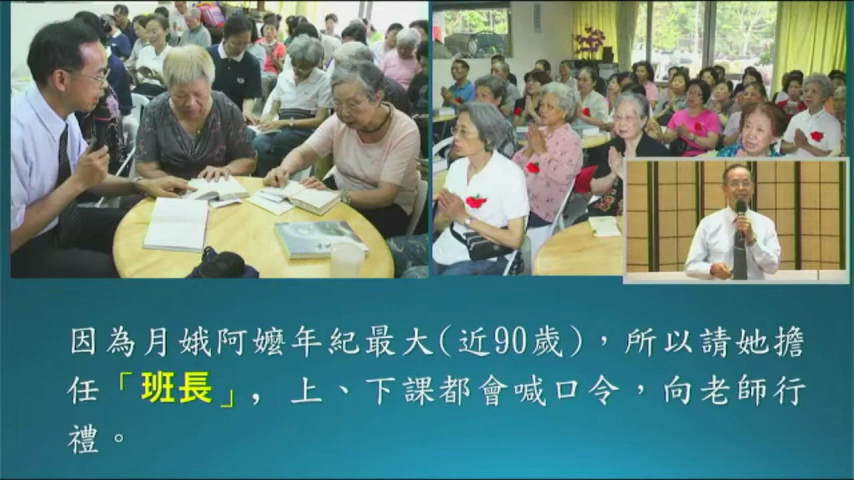 因為月娥阿嬤年紀最大(近90歲)，所以請她擔
任「班長」，上、下課都會喊口令，向老師行
禮。